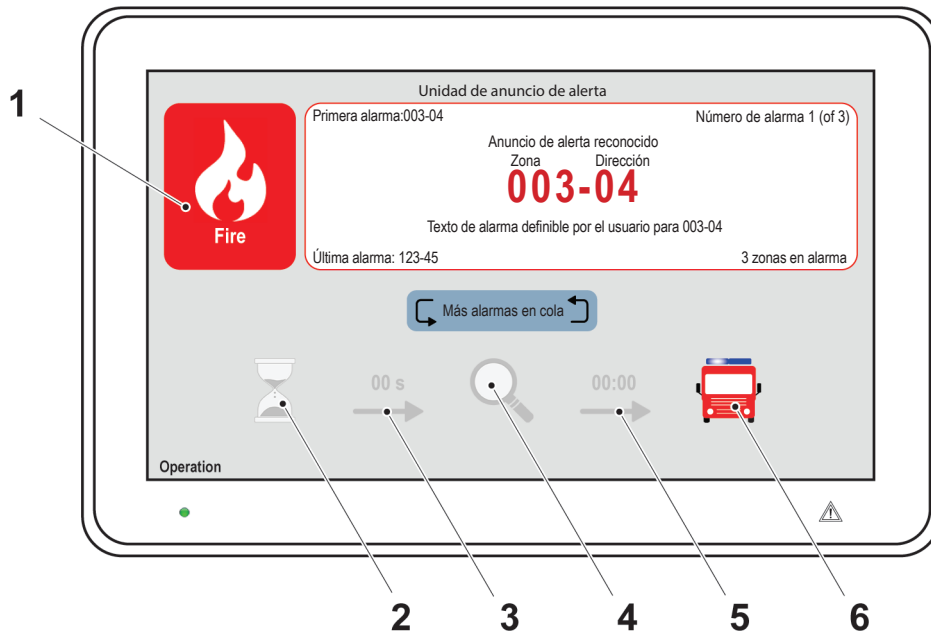 Unidad de anuncio de alerta
1
Primera alarma:003-04
Número de alarma 1 (of 3)
Anuncio de alerta reconocido
Zona
Dirección
003-04
Fire
Texto de alarma definible por el usuario para 003-04
Última alarma: 123-45
3 zonas en alarma
Más alarmas en cola
00 s
00:00
Operation
2
3
4
5
6